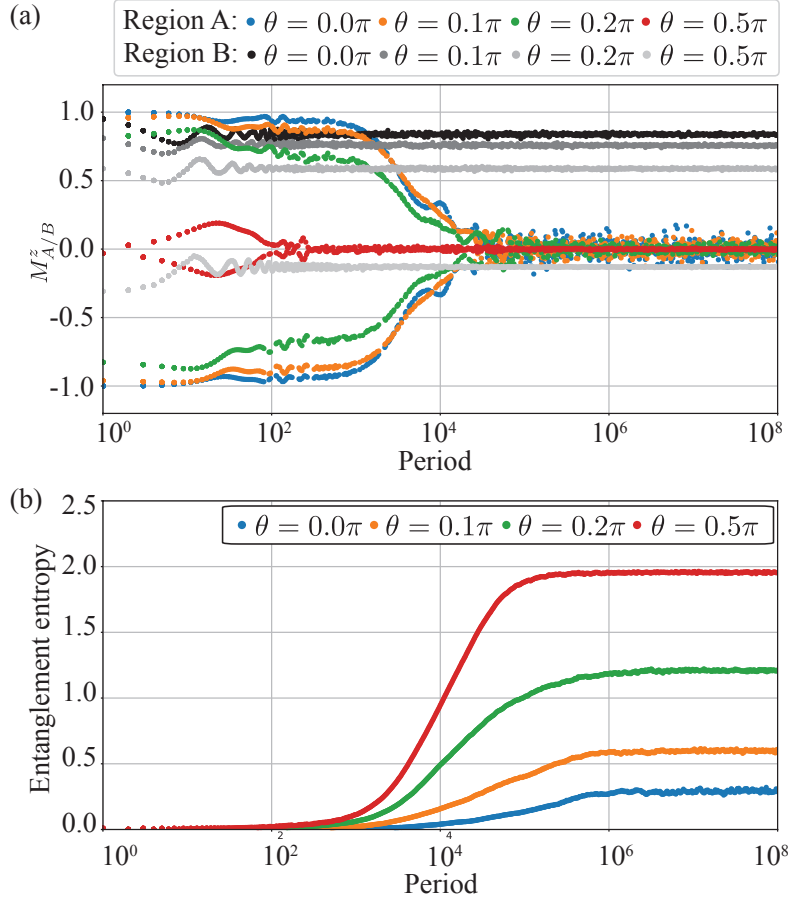 (a)
Region A: θ = 0.0π θ = 0.1π θ = 0.2π θ = 0.5π
Region B: θ = 0.0π θ = 0.1π θ = 0.2π θ = 0.5π
1.0
0.5
-0.0
-0.5
-1.0
M^z_{A/B}
10^0 10^2 10^4 10^6 10^8
Period
(b)
θ = 0.0π θ = 0.1π θ = 0.2π θ = 0.5π
2.5
2.0
1.5
1.0
0.5
0.0
Entanglement entropy
2 4
10^0 10^2 10^4 10^6 10^8
Period